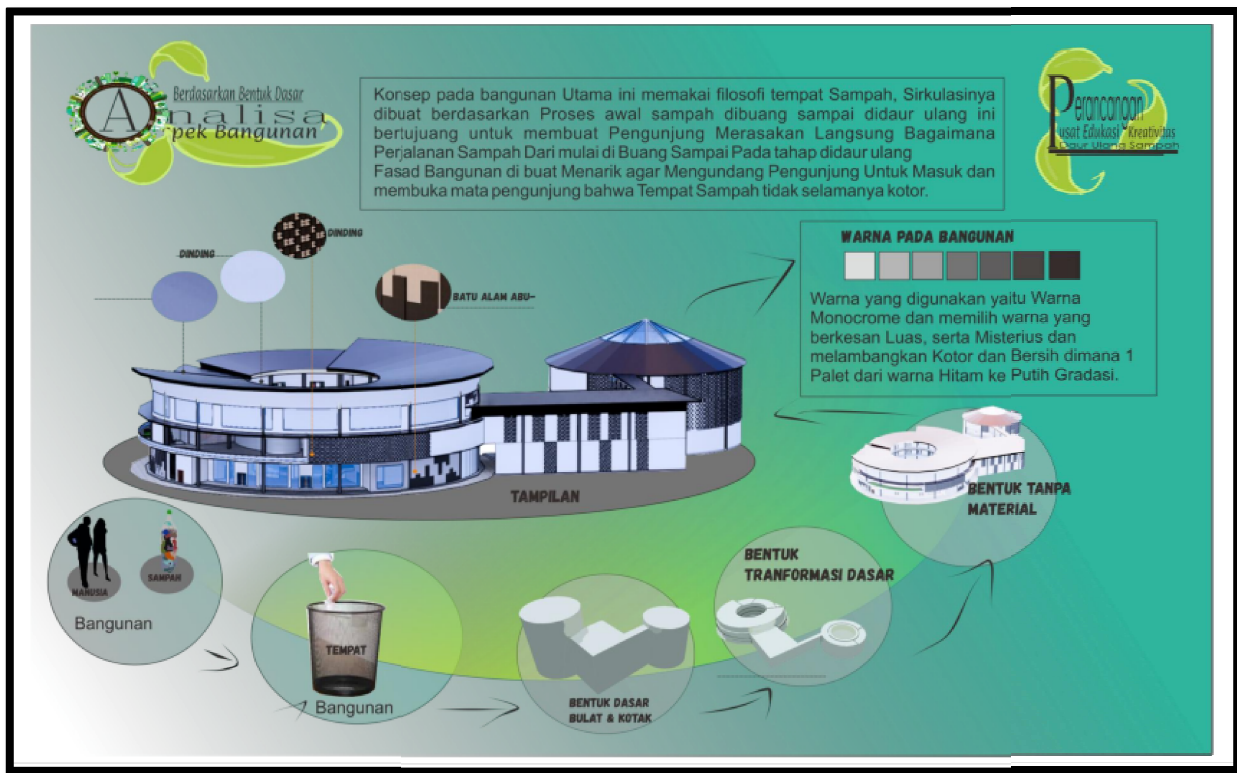 Berdasarkan Bentuk Dasar
Analisa
Aspek Bangunan
Konsep pada bangunan Utama ini memakai filosofi tempat Sampah, Sirkulasinya
dibuat berdasarkan Proses awal sampah dibuang sampai didaur ulang ini
bertujuang untuk membuat Pengunjung Merasakan Langsung Bagaimana
Perjalanan Sampah Dari mulai di Buang Sampai Pada tahap didaur ulang
Fasad Bangunan di buat Menarik agar Mengundang Pengunjung Untuk Masuk dan
membuka mata pengunjung bahwa Tempat Sampah tidak selamanya kotor.
Perancangan
Pusat Edukasi Kreativitas
Daur Ulang Sampah
DINDING
DINDING
BATU ALAM ABU-
WARNA PADA BANGUNAN
Warna yang digunakan yaitu Warna
Monocrome dan memilih warna yang
berkesan Luas, serta Misterius dan
melambangkan Kotor dan Bersih dimana 1
Palet dari warna Hitam ke Putih Gradasi.
TAMPILAN
BENTUK TANPA
MATERIAL
MANUSIA
SAMPAH
Bangunan
TEMPAT
Bangunan
BENTUK DASAR
BULAT & KOTAK
BENTUK
TRANFORMASI DASAR